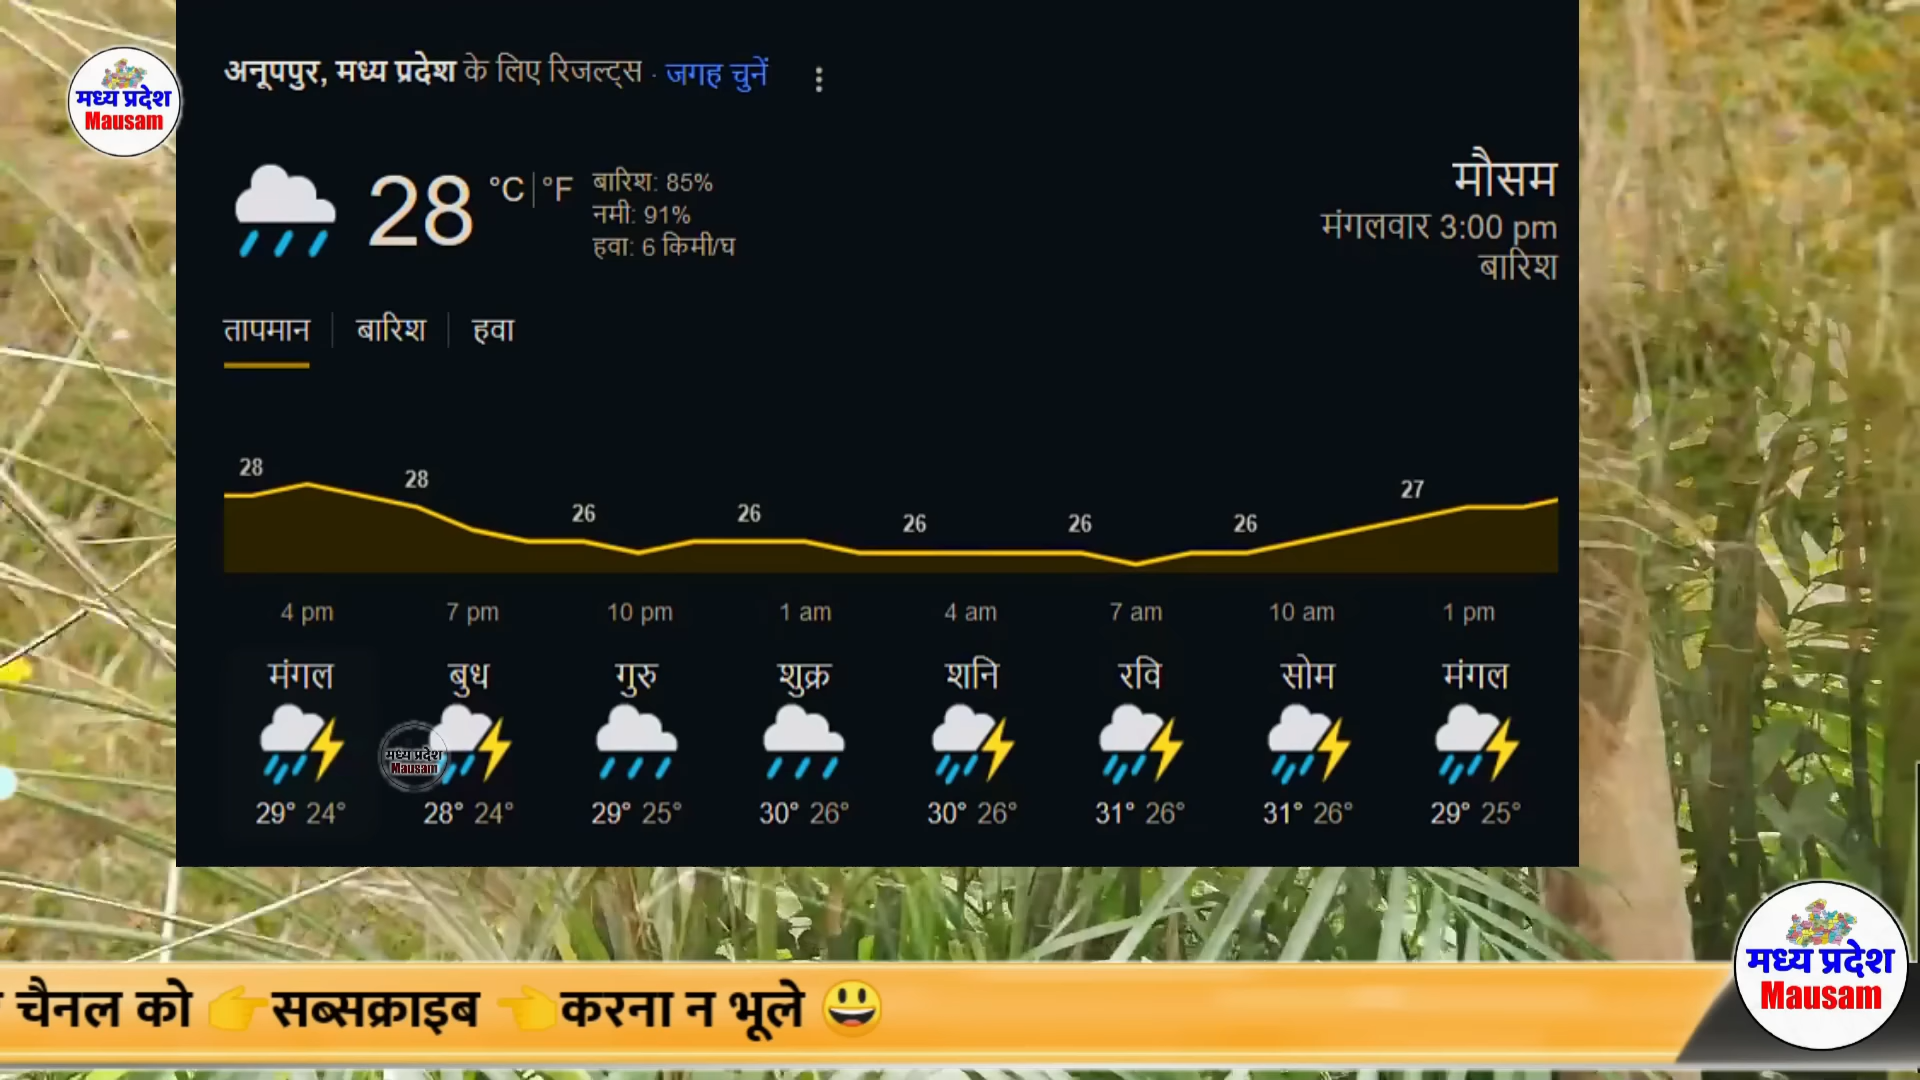 मध्य प्रदेश
Mausam
अनूपपुर, मध्य प्रदेश के लिए रिजल्ट्स · जगह चुनें
28 °C | °F
बारिश: 85%
नमी: 91%
हवा: 6 किमी/घ
मौसम
मंगलवार 3:00 pm
बारिश
तापमान | बारिश | हवा
28 28 26 26 26 26 26 27
4 pm 7 pm 10 pm 1 am 4 am 7 am 10 am 1 pm
मंगल बुध गुरु शुक्र शनि रवि सोम मंगल
मध्य प्रदेश
Mausam
29° 24° 28° 24° 29° 25° 30° 26° 30° 26° 31° 26° 31° 26° 29° 25°
चैनल को 👉सब्सक्राइब 👈करना न भूले 😃
मध्य प्रदेश
Mausam